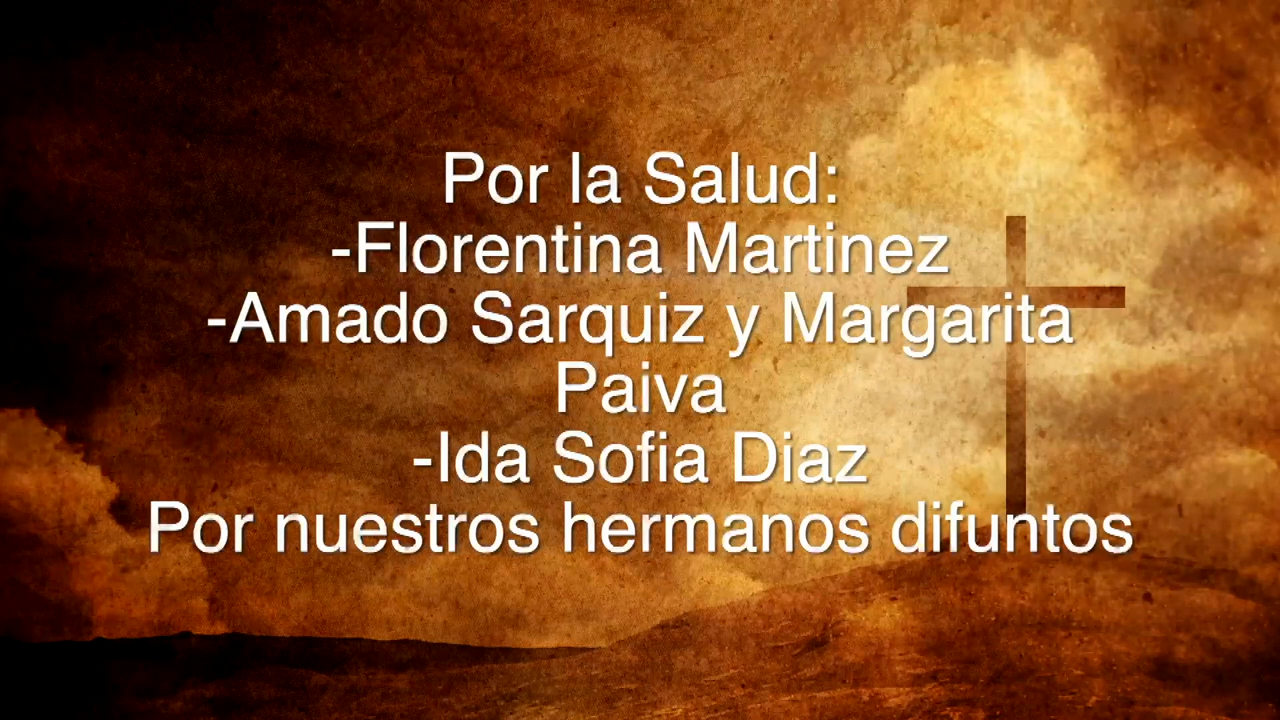 Por la Salud:
-Florentina Martinez
-Amado Sarquiz y Margarita
Paiva
-Ida Sofia Diaz
Por nuestros hermanos difuntos